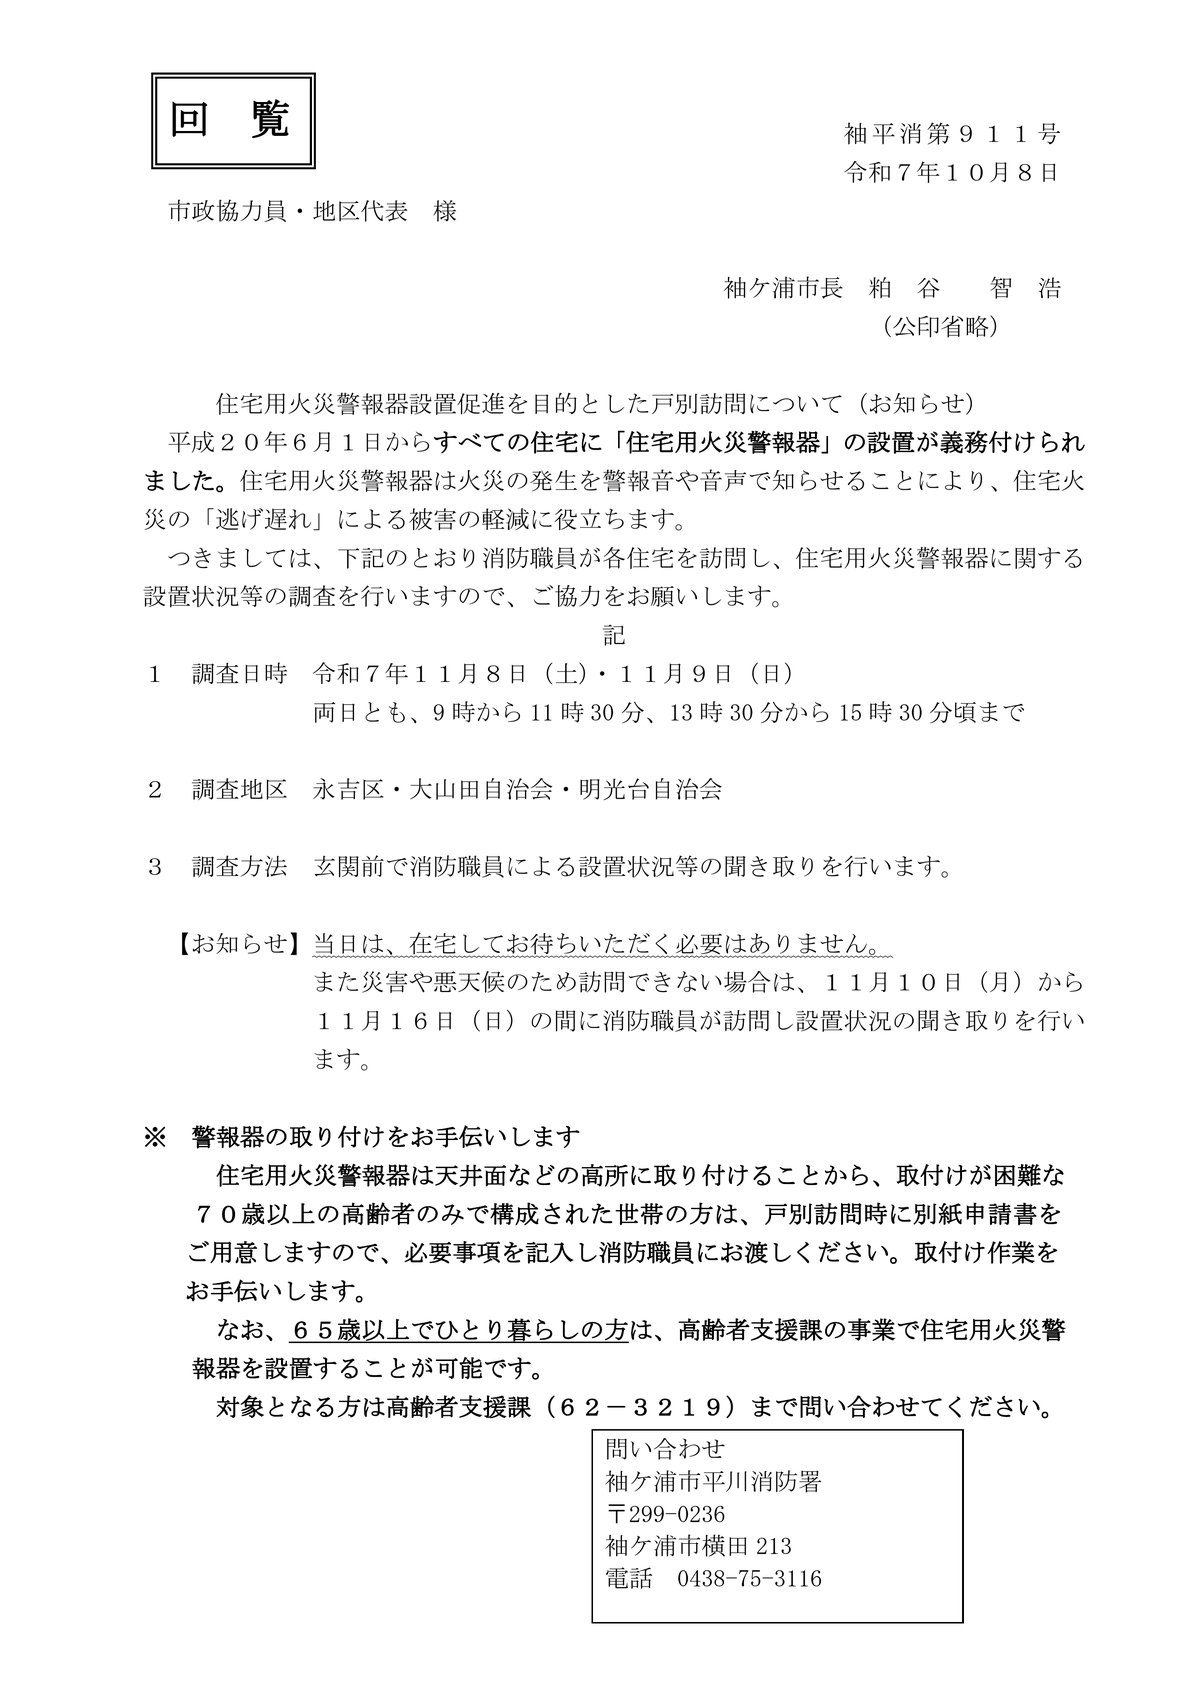 回　覧
袖平消第９１１号
令和７年１０月８日
市政協力員・地区代表　様
袖ケ浦市長　粕　谷　　智　浩
（公印省略）
住宅用火災警報器設置促進を目的とした戸別訪問について（お知らせ）
平成２０年６月１日からすべての住宅に「住宅用火災警報器」の設置が義務付けられ
ました。住宅用火災警報器は火災の発生を警報音や音声で知らせることにより、住宅火
災の「逃げ遅れ」による被害の軽減に役立ちます。
つきましては、下記のとおり消防職員が各住宅を訪問し、住宅用火災警報器に関する
設置状況等の調査を行いますので、ご協力をお願いします。
記
１　調査日時　令和７年１１月８日（土）・１１月９日（日）
両日とも、9 時から 11 時 30 分、13 時 30 分から 15 時 30 分頃まで
２　調査地区　永吉区・大山田自治会・明光台自治会
３　調査方法　玄関前で消防職員による設置状況等の聞き取りを行います。
【お知らせ】当日は、在宅してお待ちいただく必要はありません。
また災害や悪天候のため訪問できない場合は、１１月１０日（月）から
１１月１６日（日）の間に消防職員が訪問し設置状況の聞き取りを行い
ます。
※　警報器の取り付けをお手伝いします
住宅用火災警報器は天井面などの高所に取り付けることから、取付けが困難な
７０歳以上の高齢者のみで構成された世帯の方は、戸別訪問時に別紙申請書を
ご用意しますので、必要事項を記入し消防職員にお渡しください。取付け作業を
お手伝いします。
なお、６５歳以上でひとり暮らしの方は、高齢者支援課の事業で住宅用火災警
報器を設置することが可能です。
対象となる方は高齢者支援課（６２－３２１９）まで問い合わせてください。
問い合わせ
袖ケ浦市平川消防署
〒299-0236
袖ケ浦市横田 213
電話　0438-75-3116